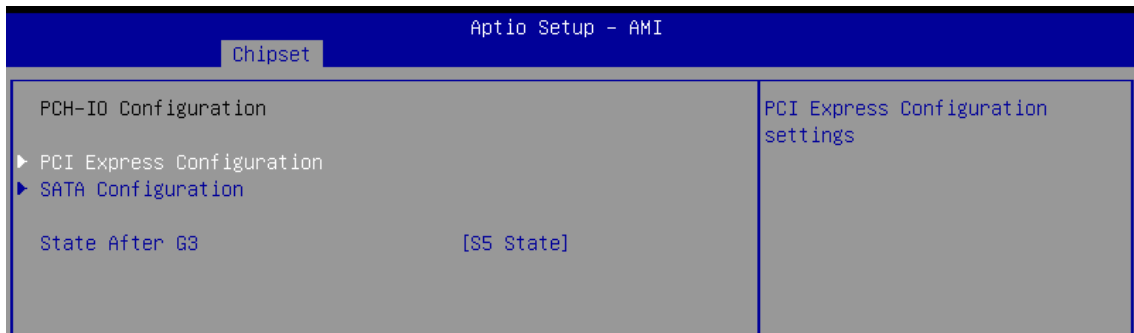 Aptio Setup – AMI
Chipset
PCH-IO Configuration
PCI Express Configuration
SATA Configuration
State After G3 [S5 State]
PCI Express Configuration
settings